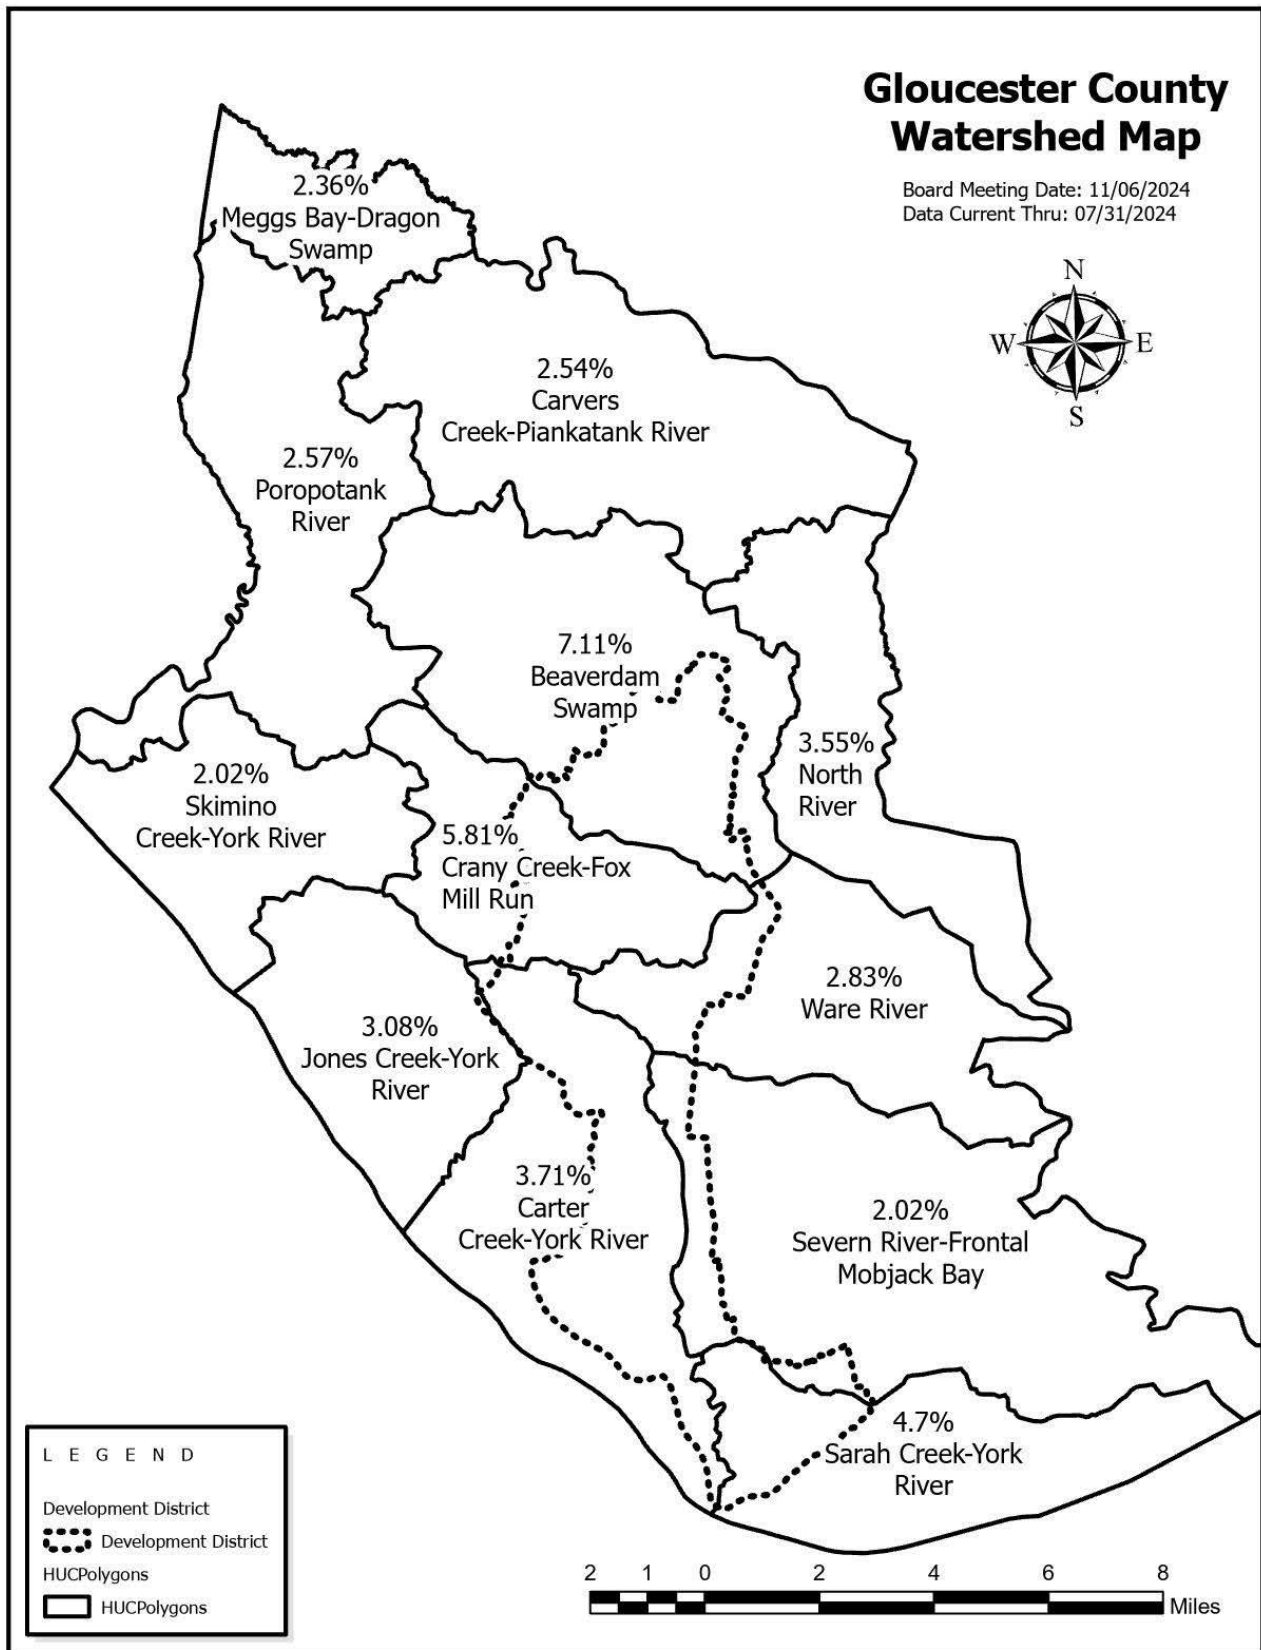 Gloucester County
Watershed Map
Board Meeting Date: 11/06/2024
Data Current Thru: 07/31/2024
N
W
E
S
2.36%
Meggs Bay-Dragon
Swamp
2.54%
Carvers
Creek-Piankatank River
2.57%
Poropotank
River
7.11%
Beaverdam
Swamp
3.55%
North
River
2.02%
Skimino
Creek-York River
5.81%
Crany Creek-Fox
Mill Run
2.83%
Ware River
3.08%
Jones Creek-York
River
3.71%
Carter
Creek-York River
2.02%
Severn River-Frontal
Mobjack Bay
4.7%
Sarah Creek-York
River
L E G E N D
Development District
Development District
HUCPolygons
HUCPolygons
2 1 0 2 4 6 8
Miles